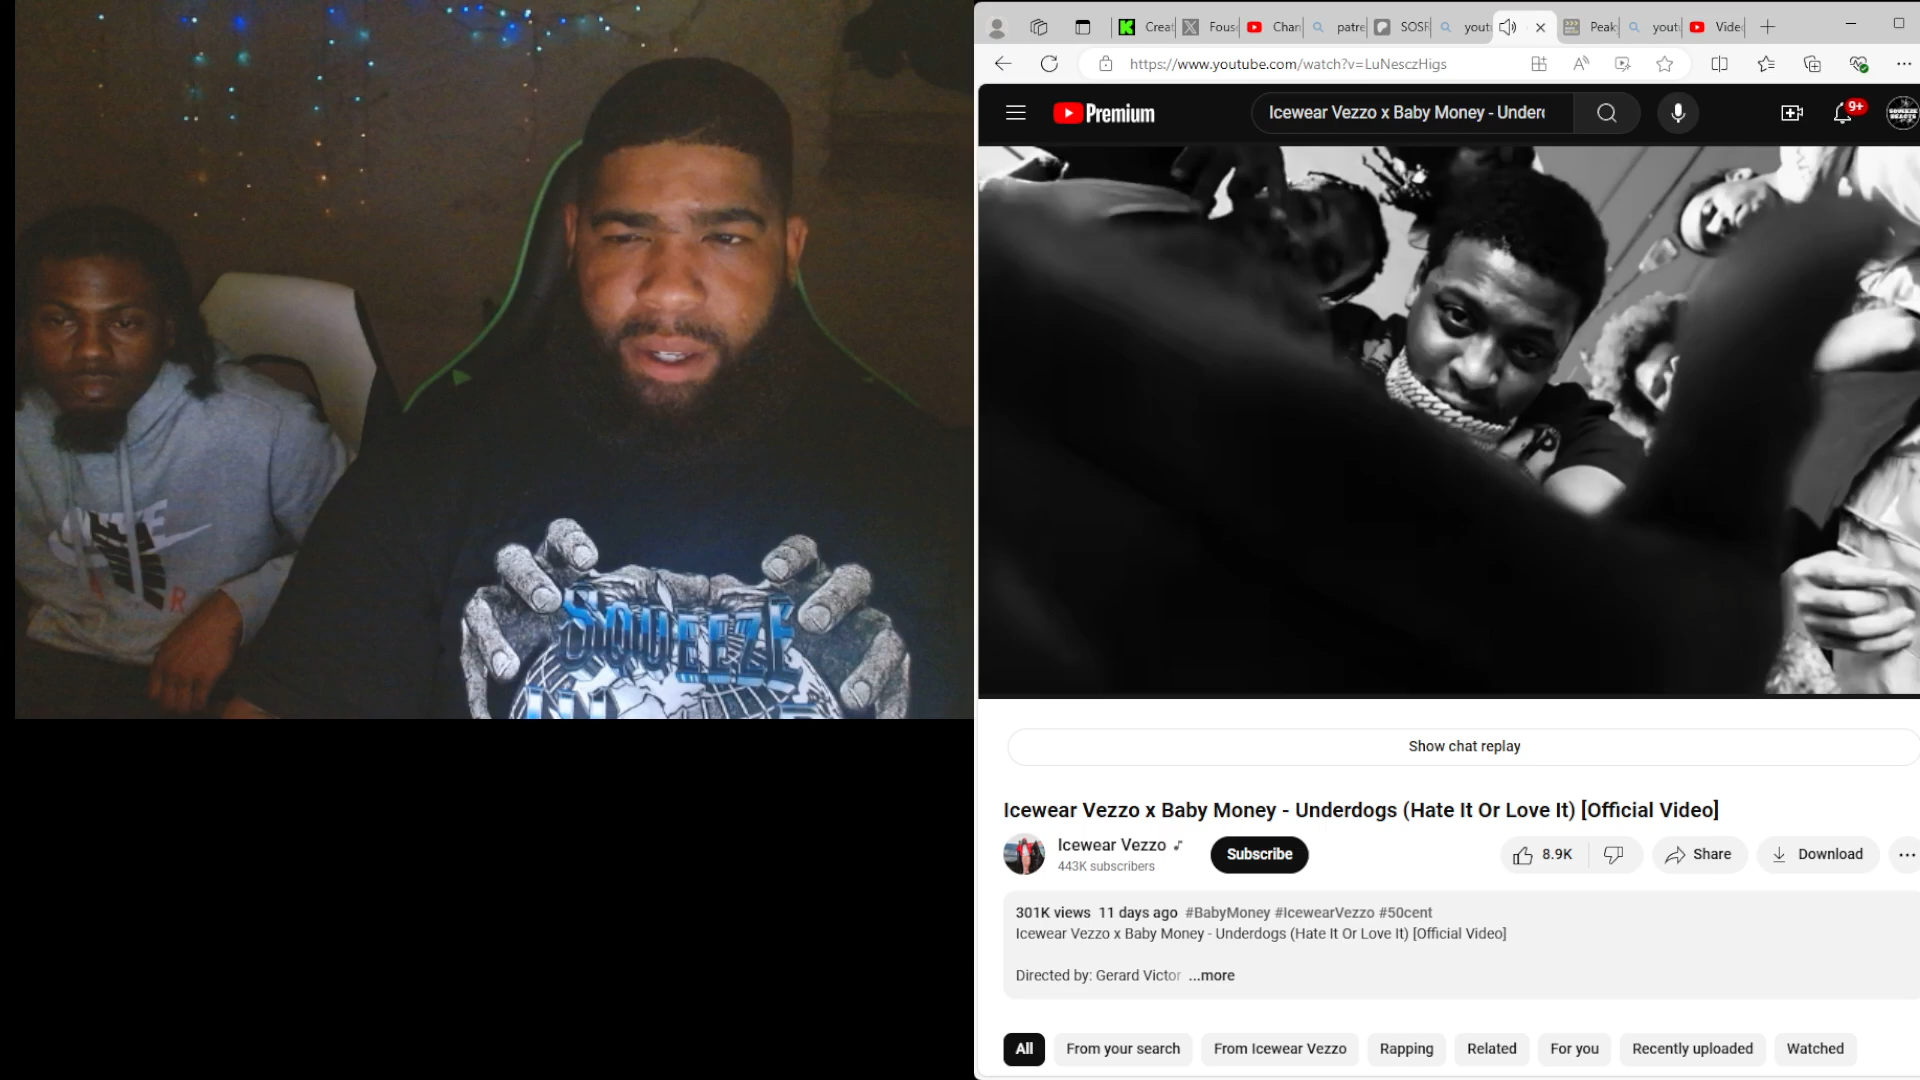 Creat
Fous
Chan
patre
SOSF
yout
Peak
yout
Vide
https://www.youtube.com/watch?v=LuNesczHigs
Premium
Icewear Vezzo x Baby Money - Underd
9+
SQUEEZE
Show chat replay
Icewear Vezzo x Baby Money - Underdogs (Hate It Or Love It) [Official Video]
Icewear Vezzo
443K subscribers
Subscribe
8.9K
Share
Download
301K views 11 days ago #BabyMoney #IcewearVezzo #50cent
Icewear Vezzo x Baby Money - Underdogs (Hate It Or Love It) [Official Video]
Directed by: Gerard Victor ...more
All
From your search
From Icewear Vezzo
Rapping
Related
For you
Recently uploaded
Watched